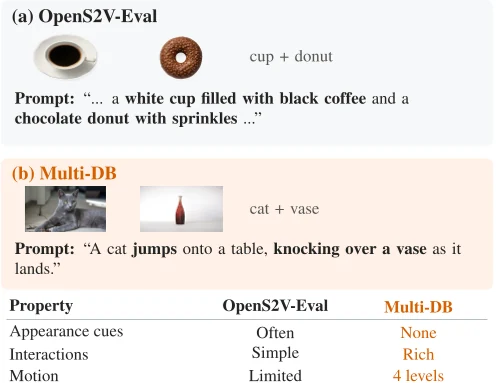 (a) OpenS2V-Eval
cup + donut
Prompt: “... a white cup filled with black coffee and a
chocolate donut with sprinkles ...”
(b) Multi-DB
cat + vase
Prompt: “A cat jumps onto a table, knocking over a vase as it
lands.”
Property OpenS2V-Eval Multi-DB
Appearance cues Often None
Interactions Simple Rich
Motion Limited 4 levels